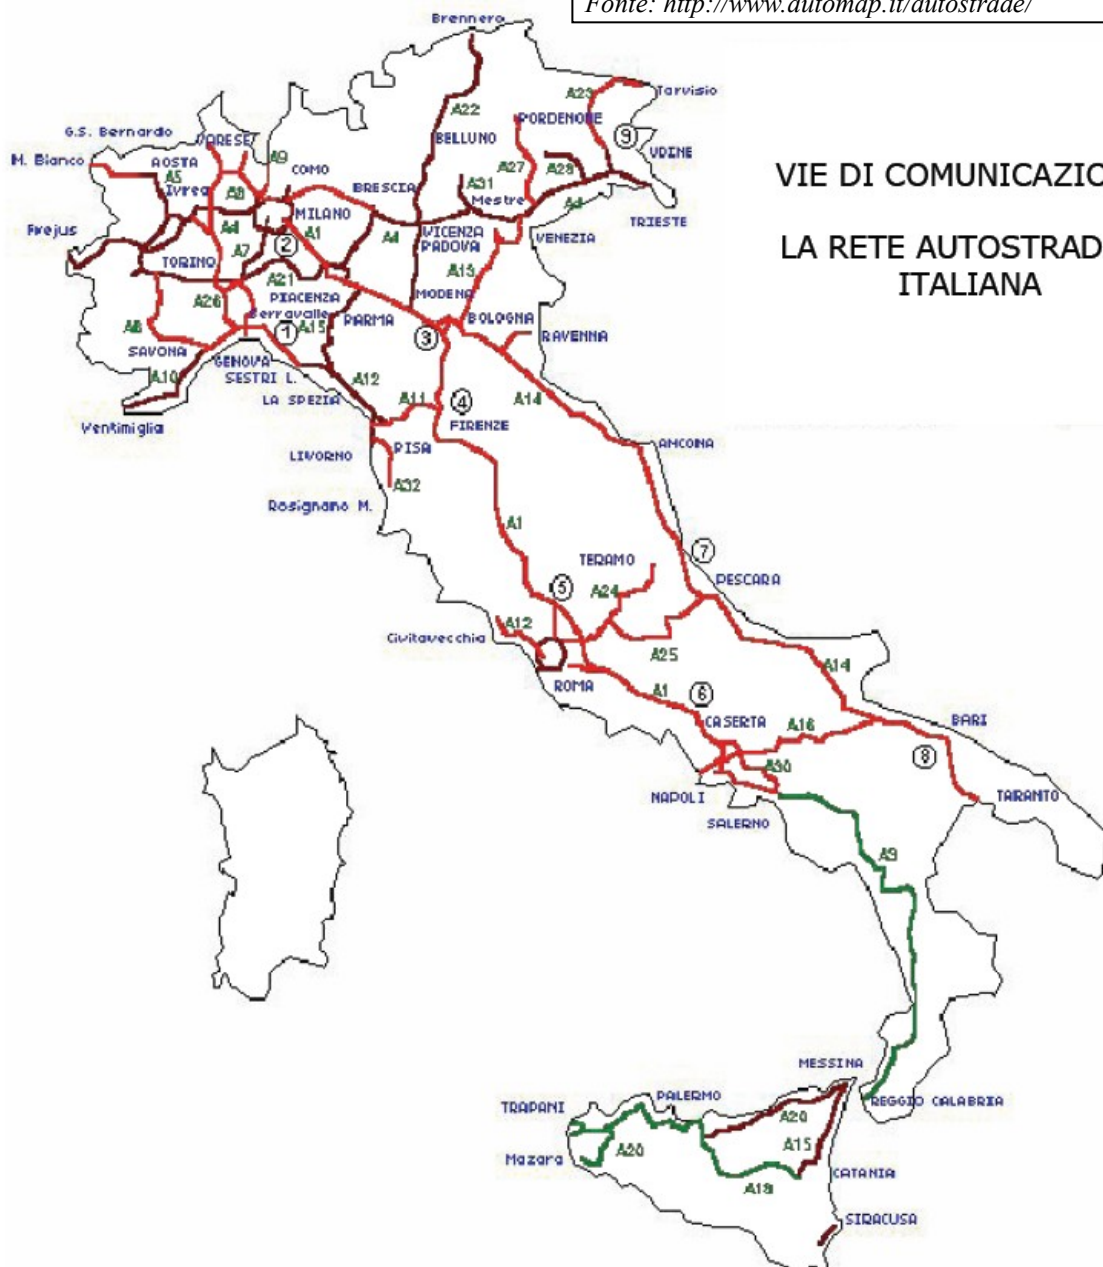 Fonte: http://www.automap.it/autostrade/
VIE DI COMUNICAZIO
LA RETE AUTOSTRAD
ITALIANA
Brennero
A22
A23
Tarvisio
PORDENONE
9
G.S. Bernardo
VARESE
BELLUNO
UDINE
M. Bianco
AOSTA
A9
COMO
A27
A28
A5
Ivrea
A8
BRESCIA
A31
Mestre
A4
TRIESTE
MILANO
Frejus
A4
A7
2
A1
A4
VICENZA
PADOVA
VENEZIA
TORINO
A21
A13
A26
PIACENZA
MODENA
Serravalle
PARMA
BOLOGNA
A6
1
A15
3
RAVENNA
SAVONA
GENOVA
A10
SESTRI L.
A12
LA SPEZIA
A11
4
A14
Ventimiglia
FIRENZE
LIVORNO
PISA
ANCONA
A32
Rosignano M.
A1
7
TERAMO
PESCARA
5
A24
A12
Civitavecchia
A25
A14
ROMA
A1
6
CASERTA
A16
BARI
8
A30
NAPOLI
TARANTO
SALERNO
A3
MESSINA
TRAPANI
PALERMO
REGGIO CALABRIA
A20
A20
A15
Mazara
CATANIA
A18
SIRACUSA